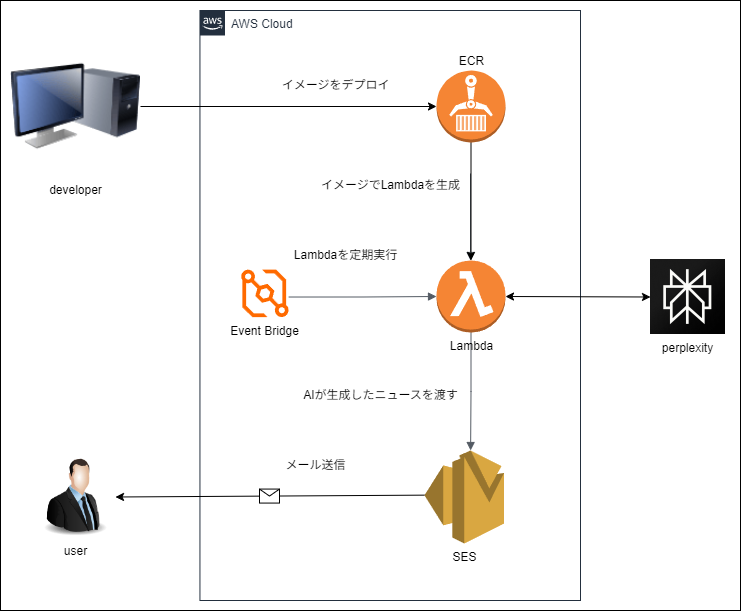 aws
AWS Cloud
ECR
イメージをデプロイ
developer
イメージでLambdaを生成
Lambdaを定期実行
Event Bridge
Lambda
perplexity
AIが生成したニュースを渡す
メール送信
user
SES